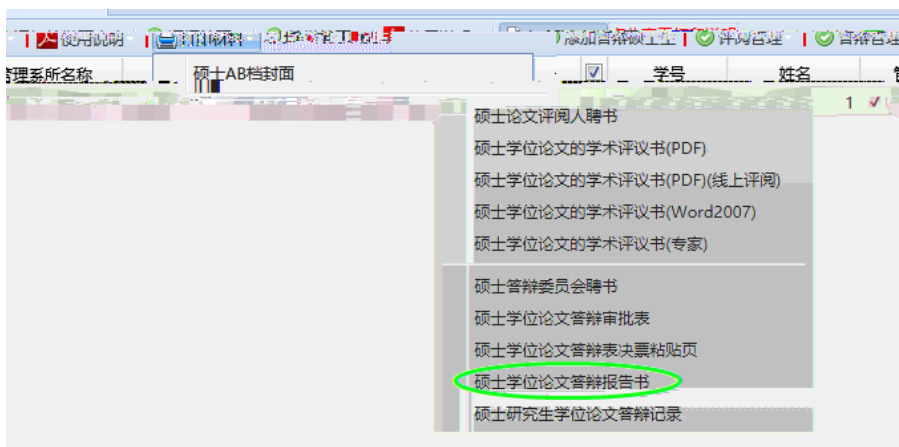 使用说明 打印材料 添加答辩硕士生 评阅管理 答辩管理
管理系所名称 硕士AB档封面 学号 姓名
1
硕士论文评阅人聘书
硕士学位论文的学术评议书(PDF)
硕士学位论文的学术评议书(PDF)(线上评阅)
硕士学位论文的学术评议书(Word2007)
硕士学位论文的学术评议书(专家)
硕士答辩委员会聘书
硕士学位论文答辩审批表
硕士学位论文答辩表决票粘贴页
硕士学位论文答辩报告书
硕士研究生学位论文答辩记录